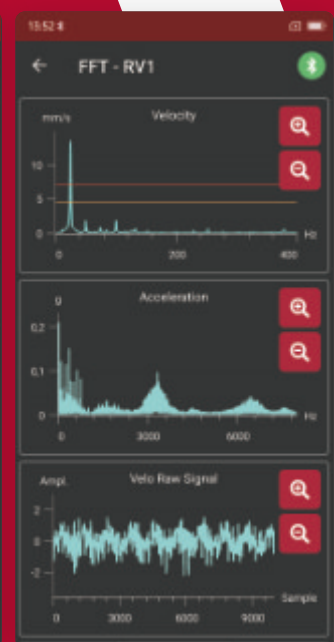 13:52
FFT - RV1
mm/s Velocity
10
5
0 Hz
0 200 400
g Acceleration
0,2
0,1
0 Hz
0 3000 6000
Ampl. Velo Raw Signal
2
0
-2
Sample
0 3000 6000 9000